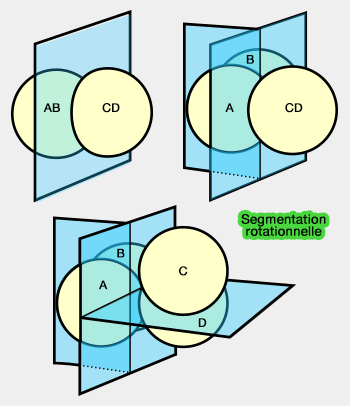 AB
CD
B
A
CD
Segmentation
rotationnelle
B
A
C
D